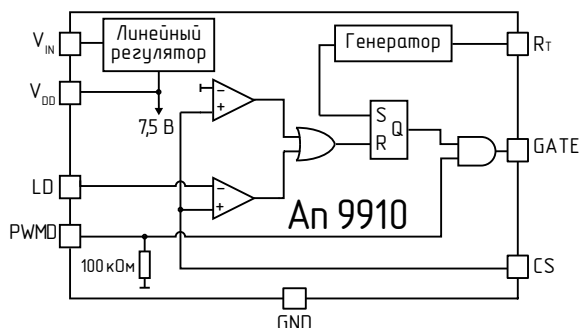 Линейный
регулятор
V_IN
V_DD
7,5 В
Генератор
R_T
S
Q
R
−
+
−
+
GATE
LD
An 9910
PWMD
100 кОм
CS
GND